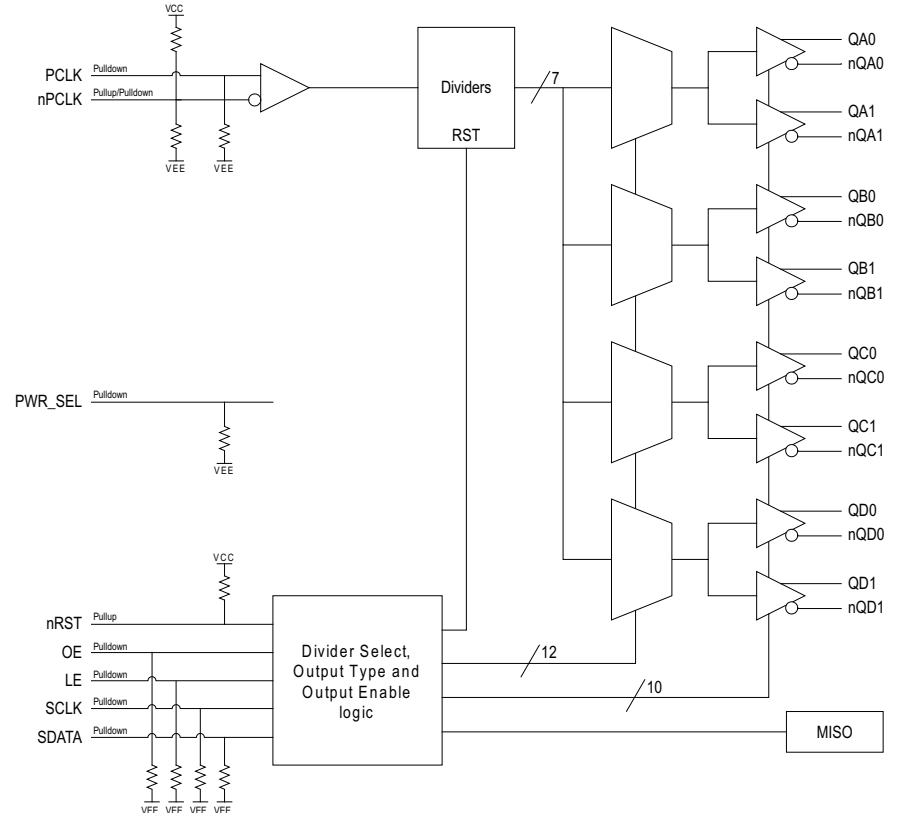 VCC
PCLK Pulldown
nPCLK Pullup/Pulldown
VEE VEE
Dividers
RST
7
QA0
nQA0
QA1
nQA1
QB0
nQB0
QB1
nQB1
PWR_SEL Pulldown
VEE
QC0
nQC0
QC1
nQC1
QD0
nQD0
QD1
nQD1
VCC
nRST Pullup
OE Pulldown
LE Pulldown
SCLK Pulldown
SDATA Pulldown
VEE VEE VEE VEE
Divider Select,
Output Type and
Output Enable
logic
12
10
MISO